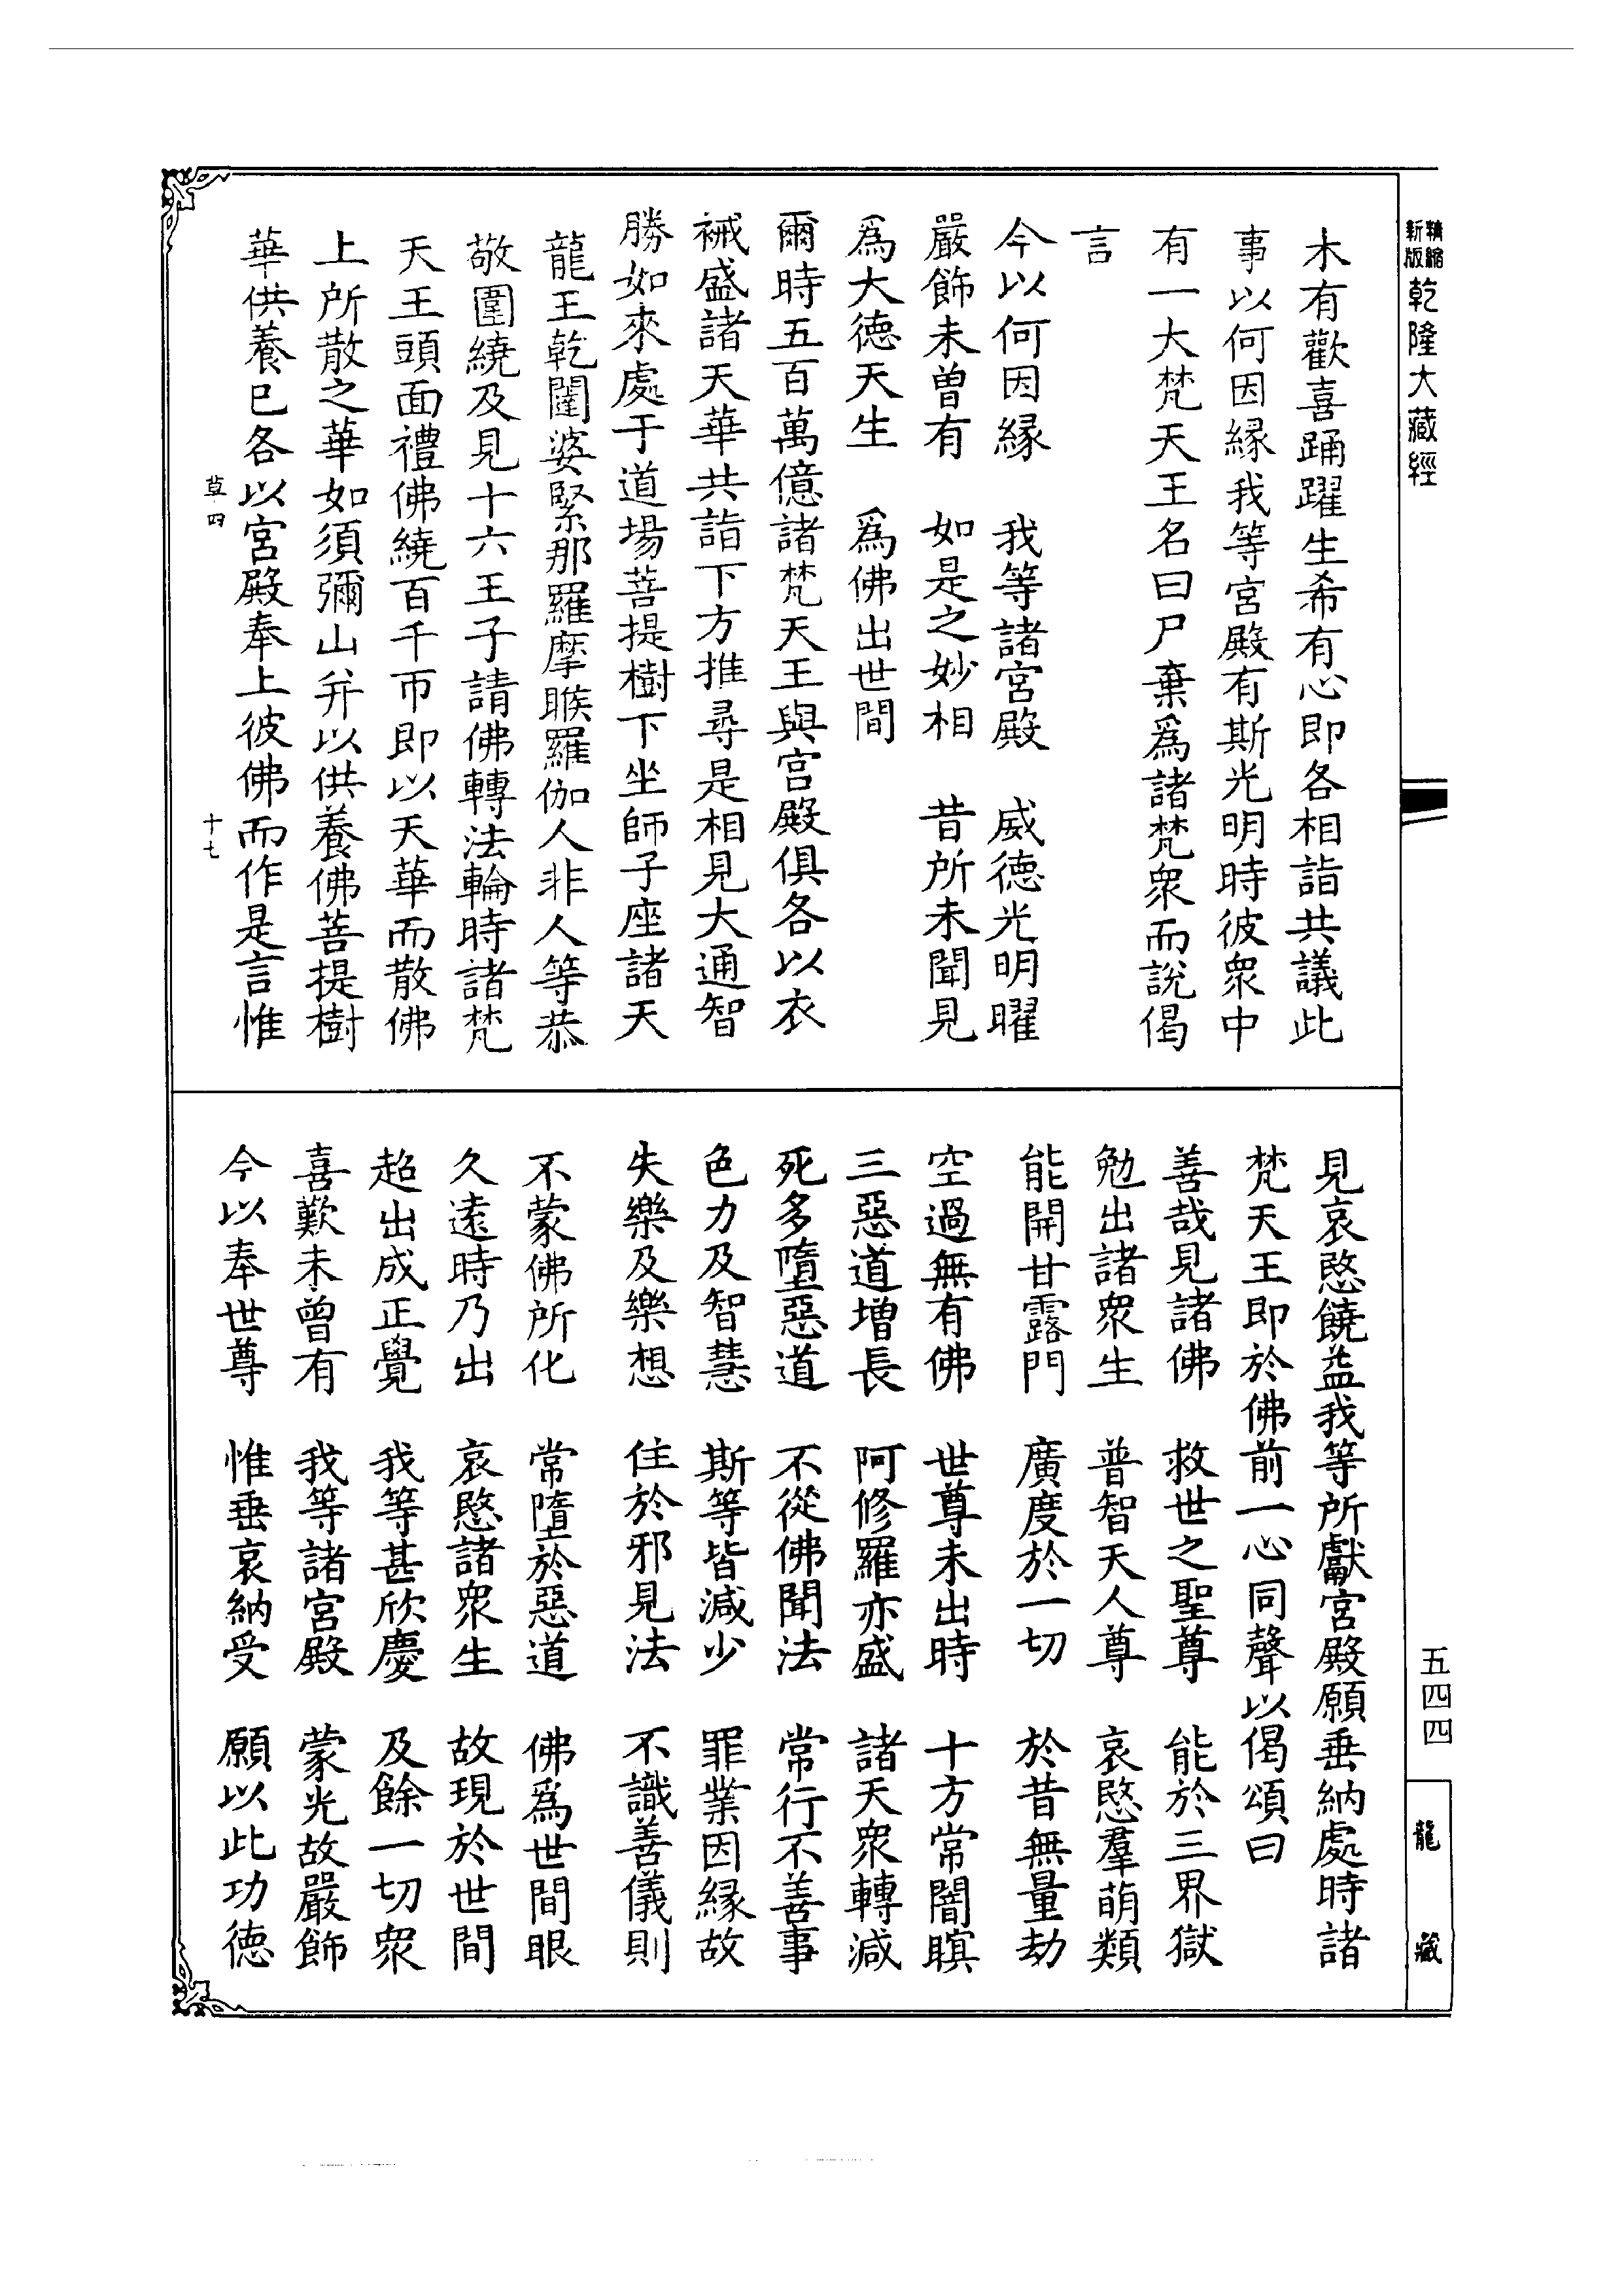 精縮新版乾隆大藏經
未有歡喜踊躍生希有心即各相詣共議此
事以何因緣我等宮殿有斯光明時彼衆中
有一大梵天王名曰尸棄爲諸梵衆而說偈
言
今以何因緣　我等諸宮殿　威德光明曜
嚴飾未曾有　如是之妙相　昔所未聞見
爲大德天生　爲佛出世間
爾時五百萬億諸梵天王與宮殿俱各以衣
裓盛諸天華共詣下方推尋是相見大通智
勝如來處于道場菩提樹下坐師子座諸天
龍王乾闥婆緊那羅摩睺羅伽人非人等恭
敬圍繞及見十六王子請佛轉法輪時諸梵
天王頭面禮佛繞百千帀即以天華而散佛
上所散之華如須彌山并以供養佛菩提樹
華供養已各以宮殿奉上彼佛而作是言惟
草四　十七
見哀愍饒益我等所獻宮殿願垂納處時諸
梵天王即於佛前一心同聲以偈頌曰
善哉見諸佛　救世之聖尊　能於三界獄
勉出諸衆生　普智天人尊　哀愍羣萌類
能開甘露門　廣度於一切　於昔無量劫
空過無有佛　世尊未出時　十方常闇瞑
三惡道增長　阿修羅亦盛　諸天衆轉減
死多墮惡道　不從佛聞法　常行不善事
色力及智慧　斯等皆減少　罪業因緣故
失樂及樂想　住於邪見法　不識善儀則
不蒙佛所化　常墮於惡道　佛爲世間眼
久遠時乃出　哀愍諸衆生　故現於世間
超出成正覺　我等甚欣慶　及餘一切衆
喜歎未曾有　我等諸宮殿　蒙光故嚴飾
今以奉世尊　惟垂哀納受　願以此功德
五四四
龍藏